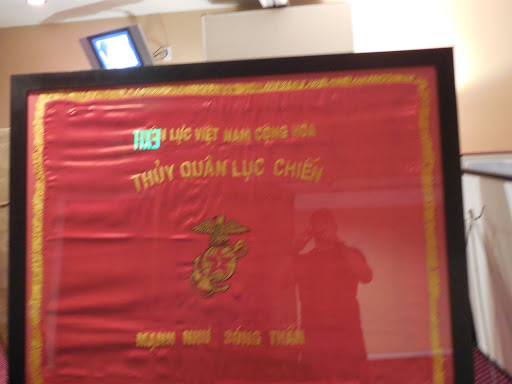 LỰC VIỆT NAM CỘNG HÒA
THỦY QUÂN LỤC CHIẾN
MẠNH NHƯ SÓNG THẦN